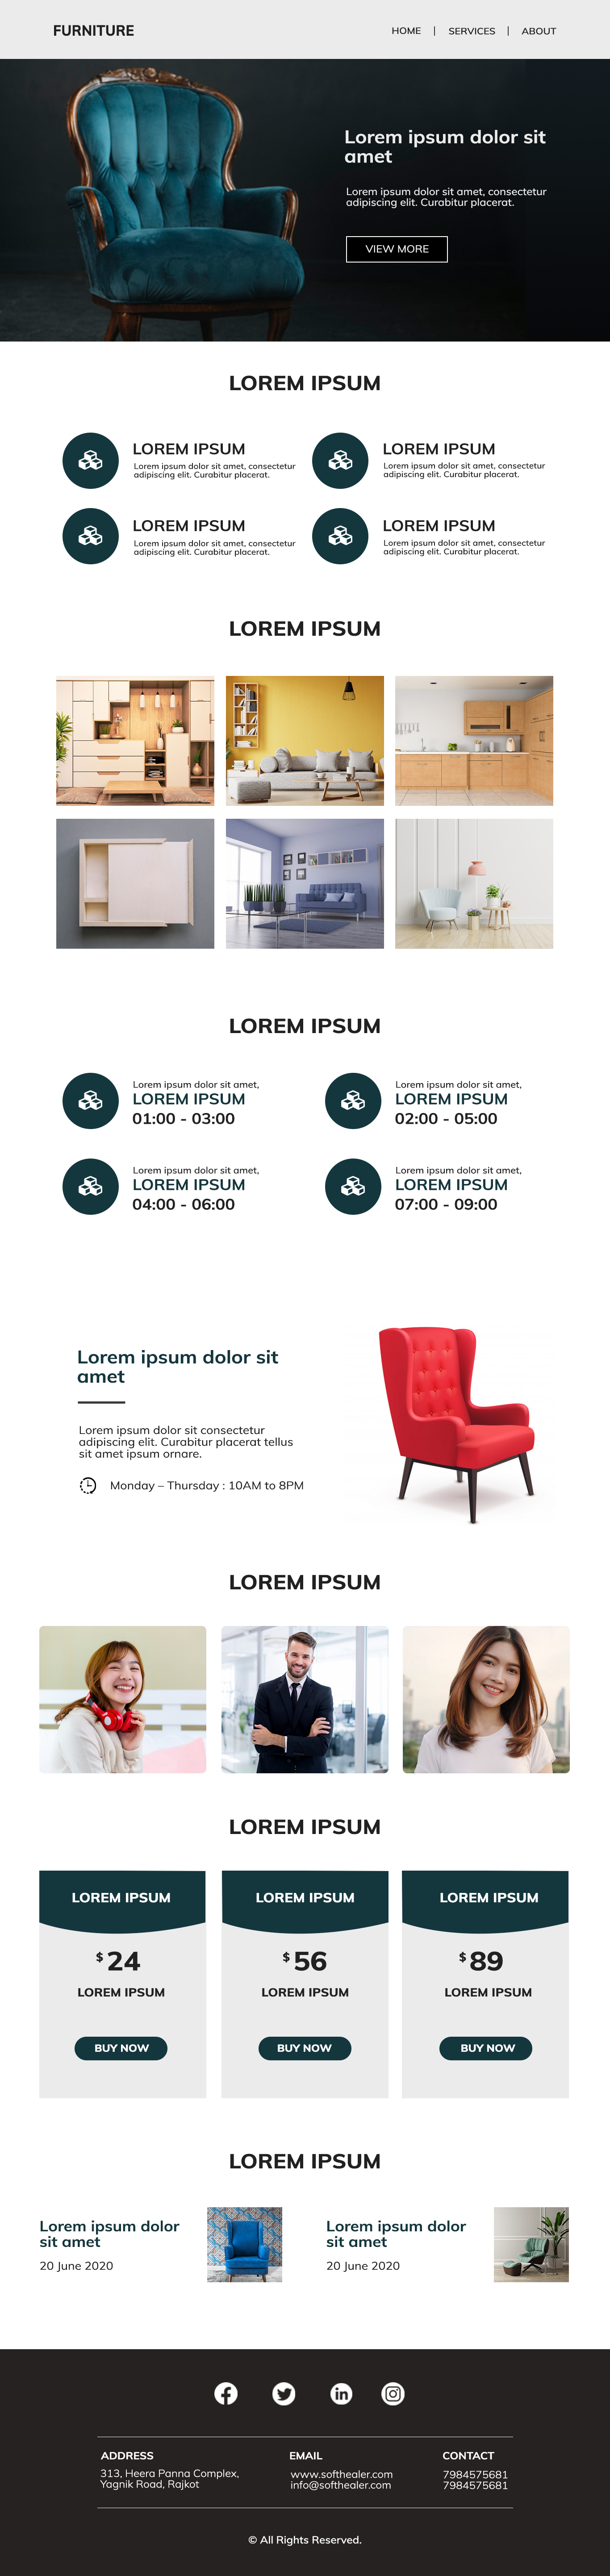 FURNITURE
HOME | SERVICES | ABOUT
Lorem ipsum dolor sit
amet
Lorem ipsum dolor sit amet, consectetur
adipiscing elit. Curabitur placerat.
VIEW MORE
LOREM IPSUM
LOREM IPSUM
Lorem ipsum dolor sit amet, consectetur
adipiscing elit. Curabitur placerat.
LOREM IPSUM
Lorem ipsum dolor sit amet, consectetur
adipiscing elit. Curabitur placerat.
LOREM IPSUM
Lorem ipsum dolor sit amet, consectetur
adipiscing elit. Curabitur placerat.
LOREM IPSUM
Lorem ipsum dolor sit amet, consectetur
adipiscing elit. Curabitur placerat.
LOREM IPSUM
LOREM IPSUM
Lorem ipsum dolor sit amet,
LOREM IPSUM
01:00 - 03:00
Lorem ipsum dolor sit amet,
LOREM IPSUM
02:00 - 05:00
Lorem ipsum dolor sit amet,
LOREM IPSUM
04:00 - 06:00
Lorem ipsum dolor sit amet,
LOREM IPSUM
07:00 - 09:00
Lorem ipsum dolor sit
amet
Lorem ipsum dolor sit consectetur
adipiscing elit. Curabitur placerat tellus
sit amet ipsum ornare.
Monday – Thursday : 10AM to 8PM
LOREM IPSUM
LOREM IPSUM
LOREM IPSUM
$ 24
LOREM IPSUM
BUY NOW
LOREM IPSUM
$ 56
LOREM IPSUM
BUY NOW
LOREM IPSUM
$ 89
LOREM IPSUM
BUY NOW
LOREM IPSUM
Lorem ipsum dolor
sit amet
20 June 2020
Lorem ipsum dolor
sit amet
20 June 2020
ADDRESS
313, Heera Panna Complex,
Yagnik Road, Rajkot
EMAIL
www.softhealer.com
info@softhealer.com
CONTACT
7984575681
7984575681
© All Rights Reserved.